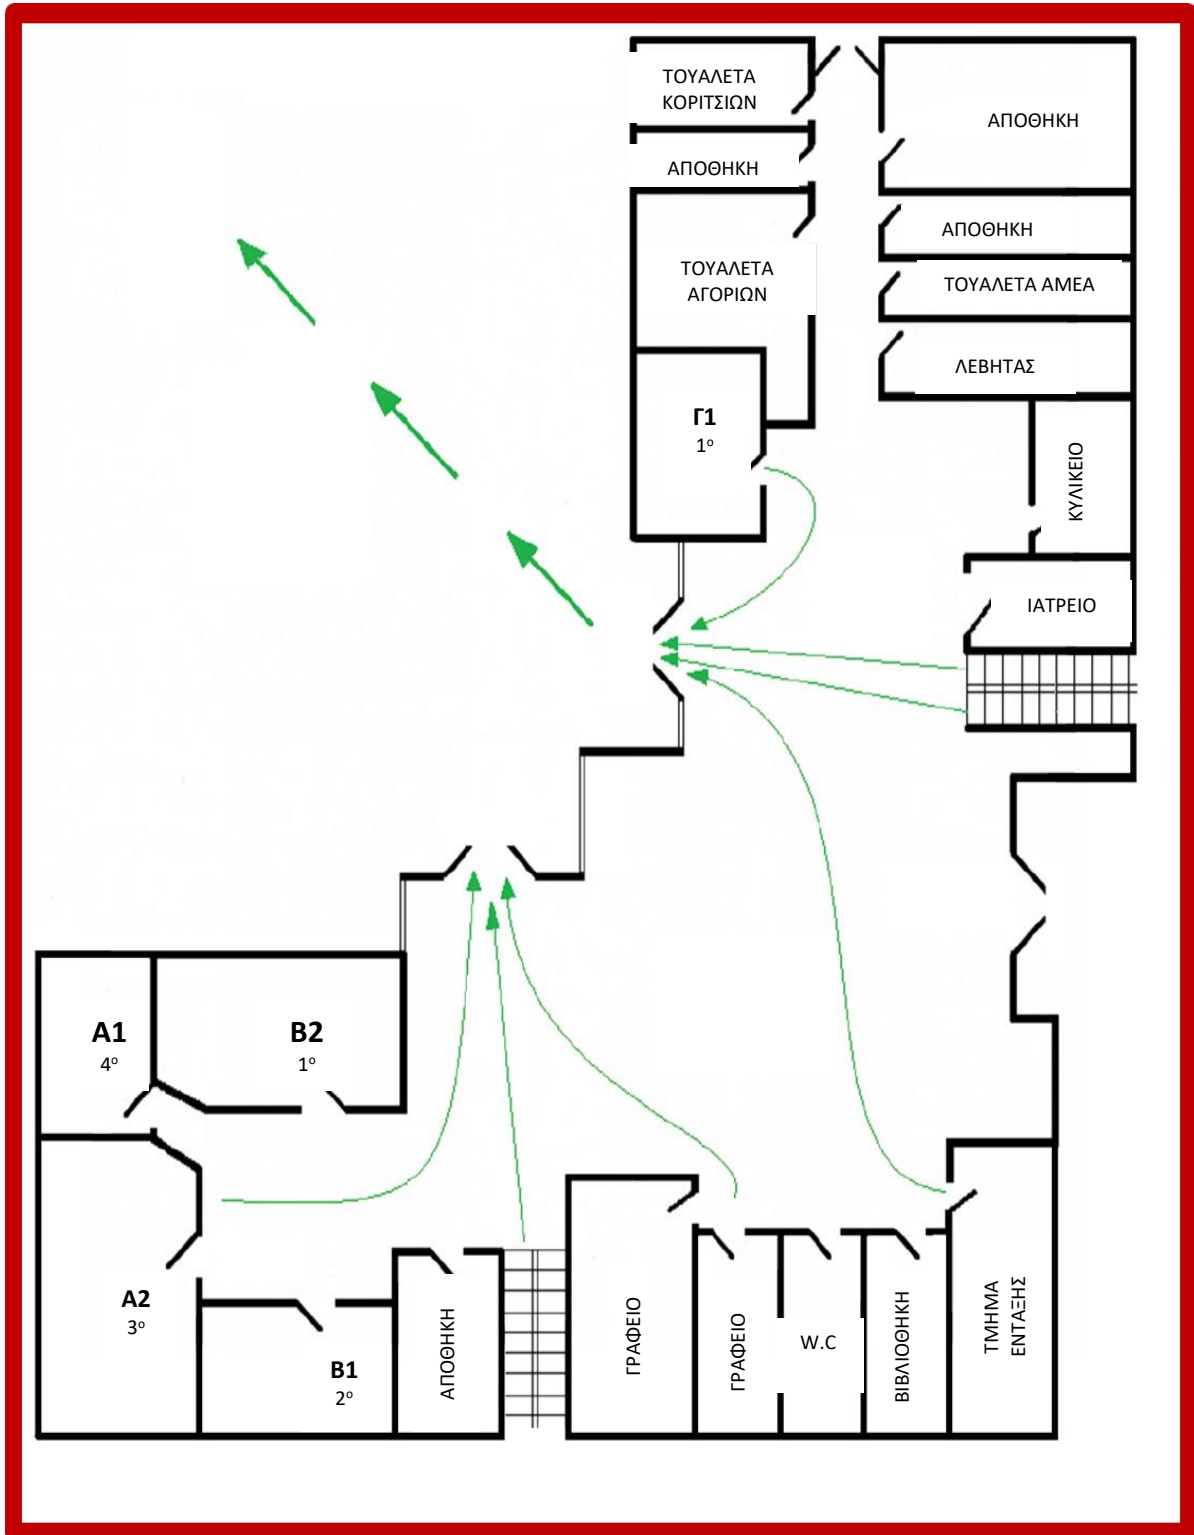 ΤΟΥΑΛΕΤΑ
ΚΟΡΙΤΣΙΩΝ
ΑΠΟΘΗΚΗ
ΑΠΟΘΗΚΗ
ΑΠΟΘΗΚΗ
ΤΟΥΑΛΕΤΑ
ΑΓΟΡΙΩΝ
ΤΟΥΑΛΕΤΑ ΑΜΕΑ
ΛΕΒΗΤΑΣ
Γ1
1ο
ΚΥΛΙΚΕΙΟ
ΙΑΤΡΕΙΟ
Α1
4ο
Β2
1ο
Α2
3ο
Β1
2ο
ΑΠΟΘΗΚΗ
ΓΡΑΦΕΙΟ
ΓΡΑΦΕΙΟ
W.C
ΒΙΒΛΙΟΘΗΚΗ
ΤΜΗΜΑ
ΕΝΤΑΞΗΣ